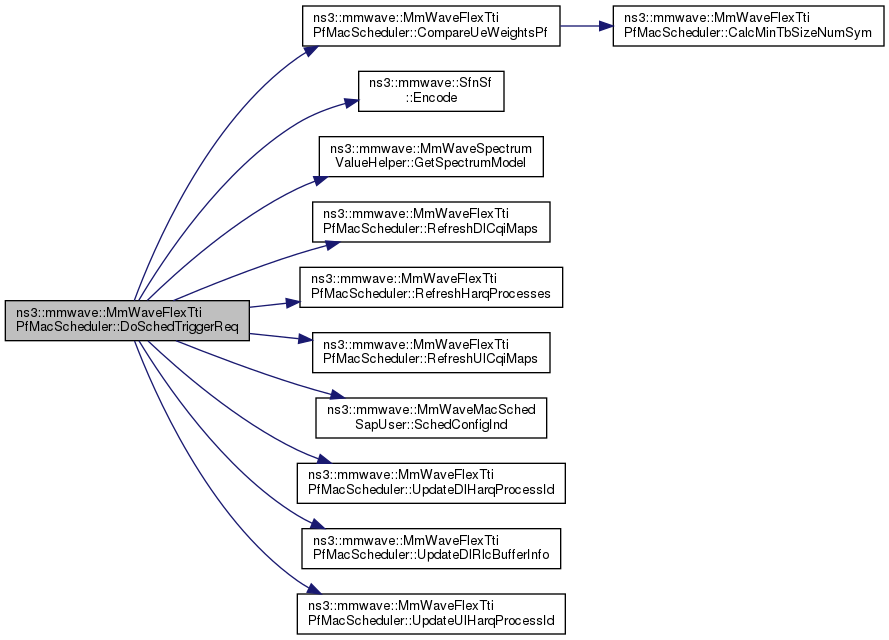 ns3::mmwave::MmWaveFlexTti
PfMacScheduler::CompareUeWeightsPf
ns3::mmwave::MmWaveFlexTti
PfMacScheduler::CalcMinTbSizeNumSym
ns3::mmwave::SfnSf
::Encode
ns3::mmwave::MmWaveSpectrum
ValueHelper::GetSpectrumModel
ns3::mmwave::MmWaveFlexTti
PfMacScheduler::RefreshDlCqiMaps
ns3::mmwave::MmWaveFlexTti
PfMacScheduler::RefreshHarqProcesses
ns3::mmwave::MmWaveFlexTti
PfMacScheduler::DoSchedTriggerReq
ns3::mmwave::MmWaveFlexTti
PfMacScheduler::RefreshUlCqiMaps
ns3::mmwave::MmWaveMacSched
SapUser::SchedConfigInd
ns3::mmwave::MmWaveFlexTti
PfMacScheduler::UpdateDlHarqProcessId
ns3::mmwave::MmWaveFlexTti
PfMacScheduler::UpdateDlRlcBufferInfo
ns3::mmwave::MmWaveFlexTti
PfMacScheduler::UpdateUlHarqProcessId